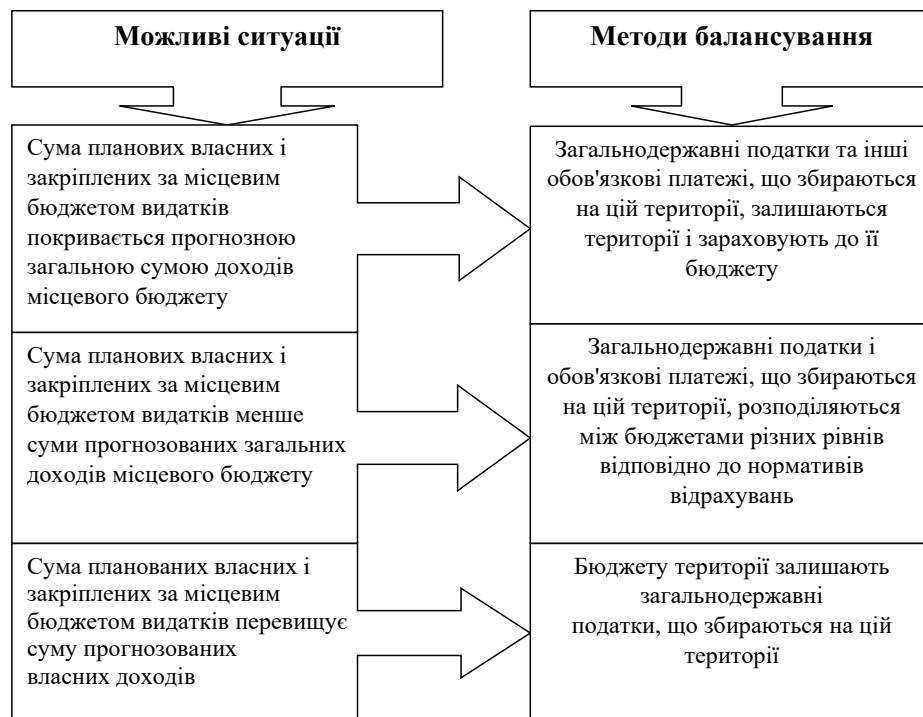 Можливі ситуації
Методи балансування
Сума планових власних і
закріплених за місцевим
бюджетом видатків
покривається прогнозною
загальною сумою доходів
місцевого бюджету
Загальнодержавні податки та інші
обов'язкові платежі, що збираються
на цій території, залишаються
території і зараховують до її
бюджету
Сума планових власних і
закріплених за місцевим
бюджетом видатків менше
суми прогнозованих загальних
доходів місцевого бюджету
Загальнодержавні податки і
обов'язкові платежі, що збираються
на цій території, розподіляються
між бюджетами різних рівнів
відповідно до нормативів
відрахувань
Сума планованих власних і
закріплених за місцевим
бюджетом видатків перевищує
суму прогнозованих
власних доходів
Бюджету території залишають
загальнодержавні
податки, що збираються на цій
території